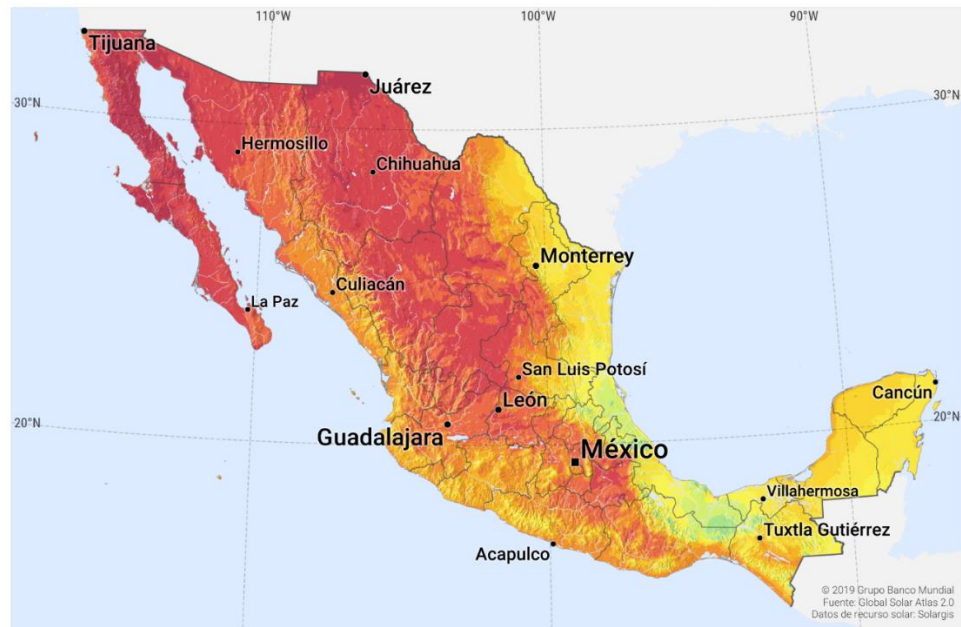 110°W
100°W
90°W
Tijuana
Juárez
30°N
30°N
Hermosillo
Chihuahua
Monterrey
Culiacán
La Paz
San Luis Potosí
Cancún
León
20°N
20°N
Guadalajara
México
Villahermosa
Tuxtla Gutiérrez
Acapulco
© 2019 Grupo Banco Mundial
Fuente: Global Solar Atlas 2.0
Datos de recurso solar: Solargis